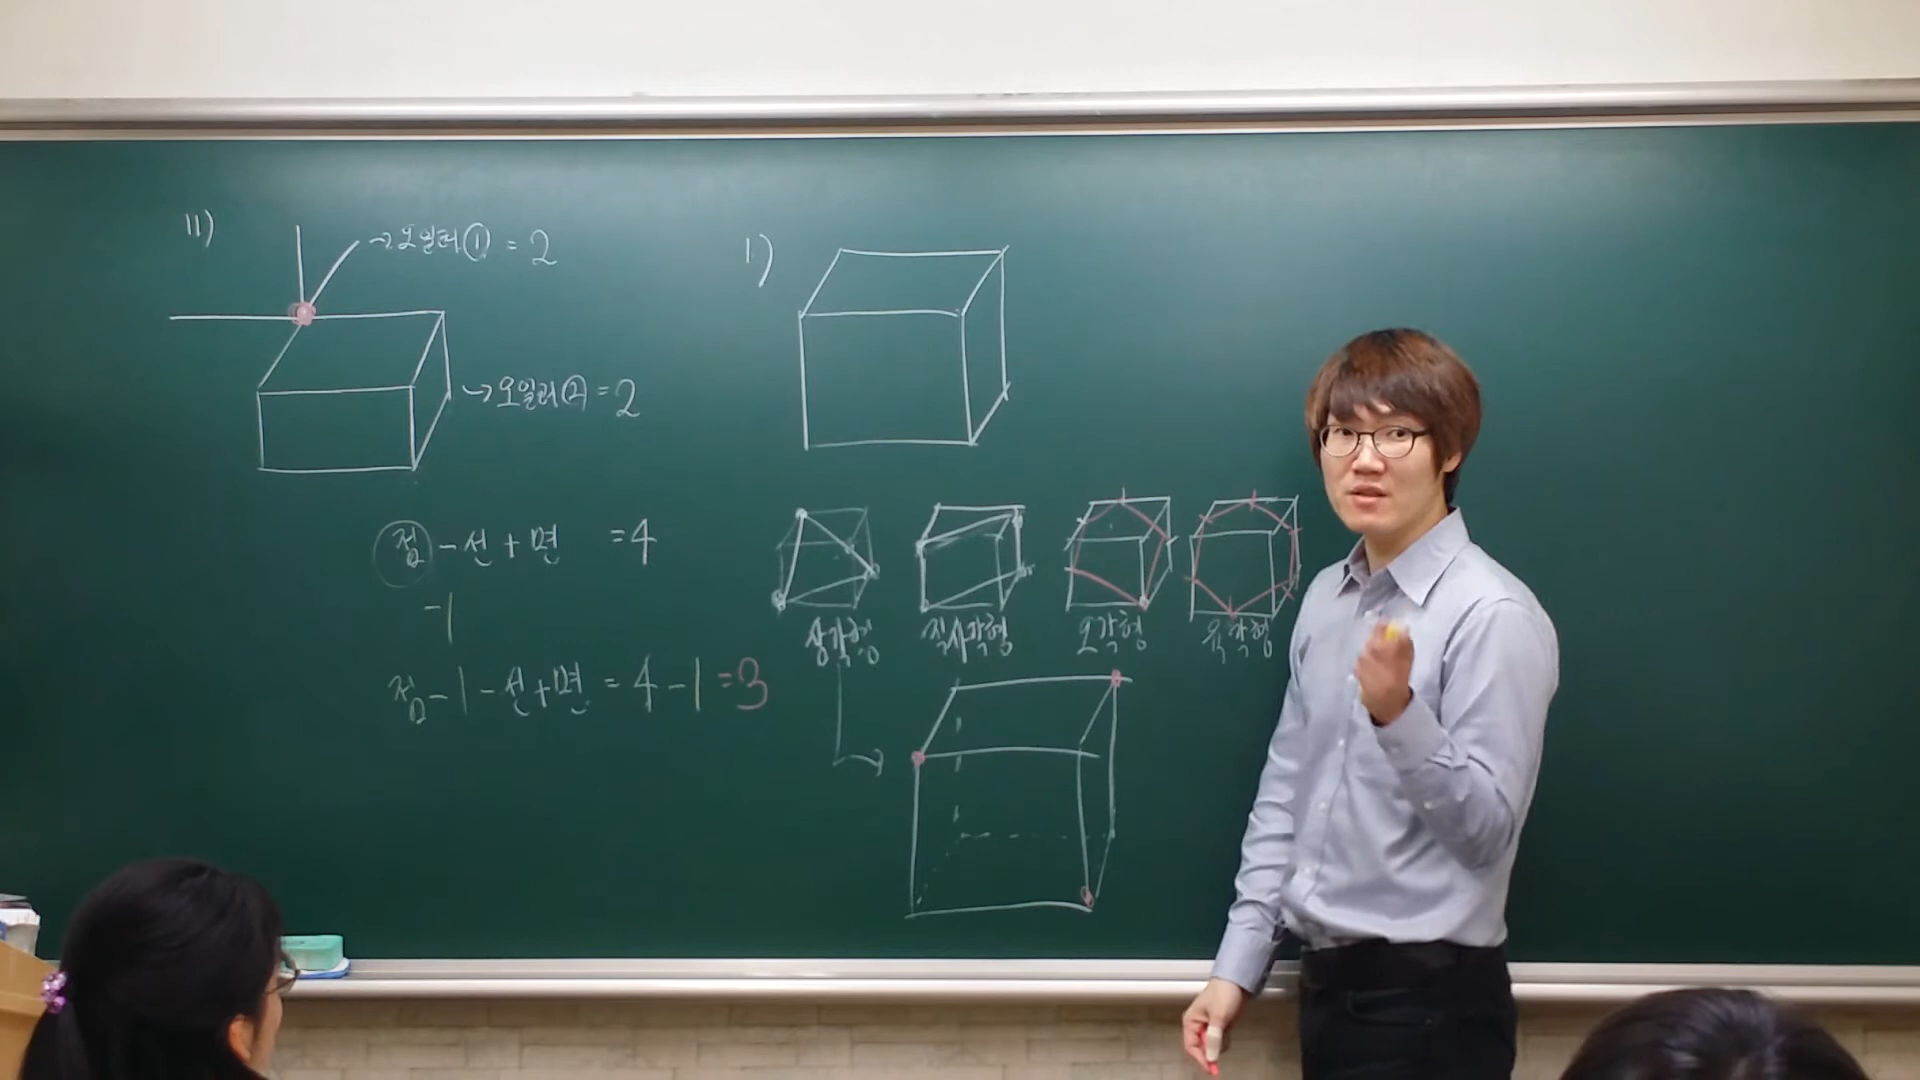 11)
→오일러① = 2
→오일러② = 2
점 - 선 + 면 = 4
-1
점 - 1 - 선 + 면 = 4 - 1 = 3
1)
삼각형 직사각형 오각형 육각형